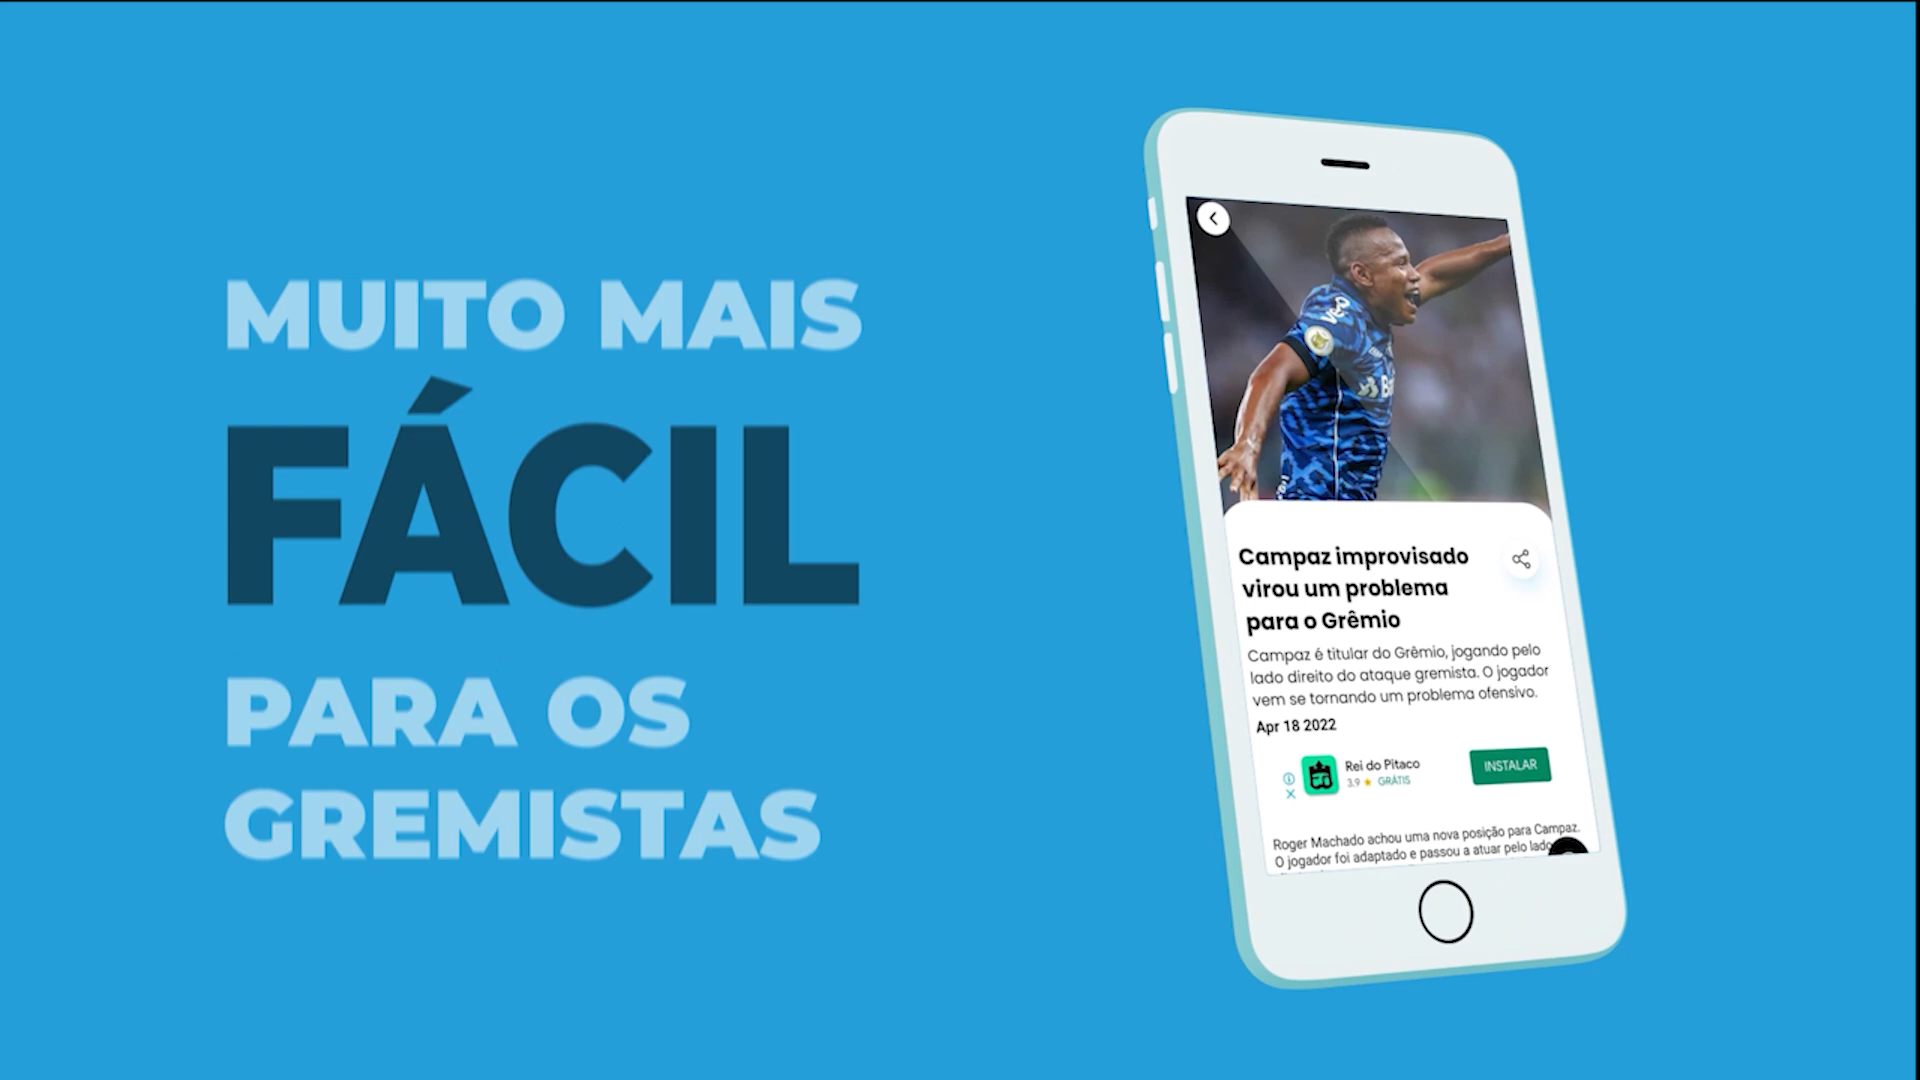 MUITO MAIS
FÁCIL
PARA OS
GREMISTAS
Campaz improvisado
virou um problema
para o Grêmio
Campaz é titular do Grêmio, jogando pelo
lado direito do ataque gremista. O jogador
vem se tornando um problema ofensivo.
Apr 18 2022
Rei do Pitaco
3.9 ★ GRÁTIS
INSTALAR
Roger Machado achou uma nova posição para Campaz.
O jogador foi adaptado e passou a atuar pelo lado